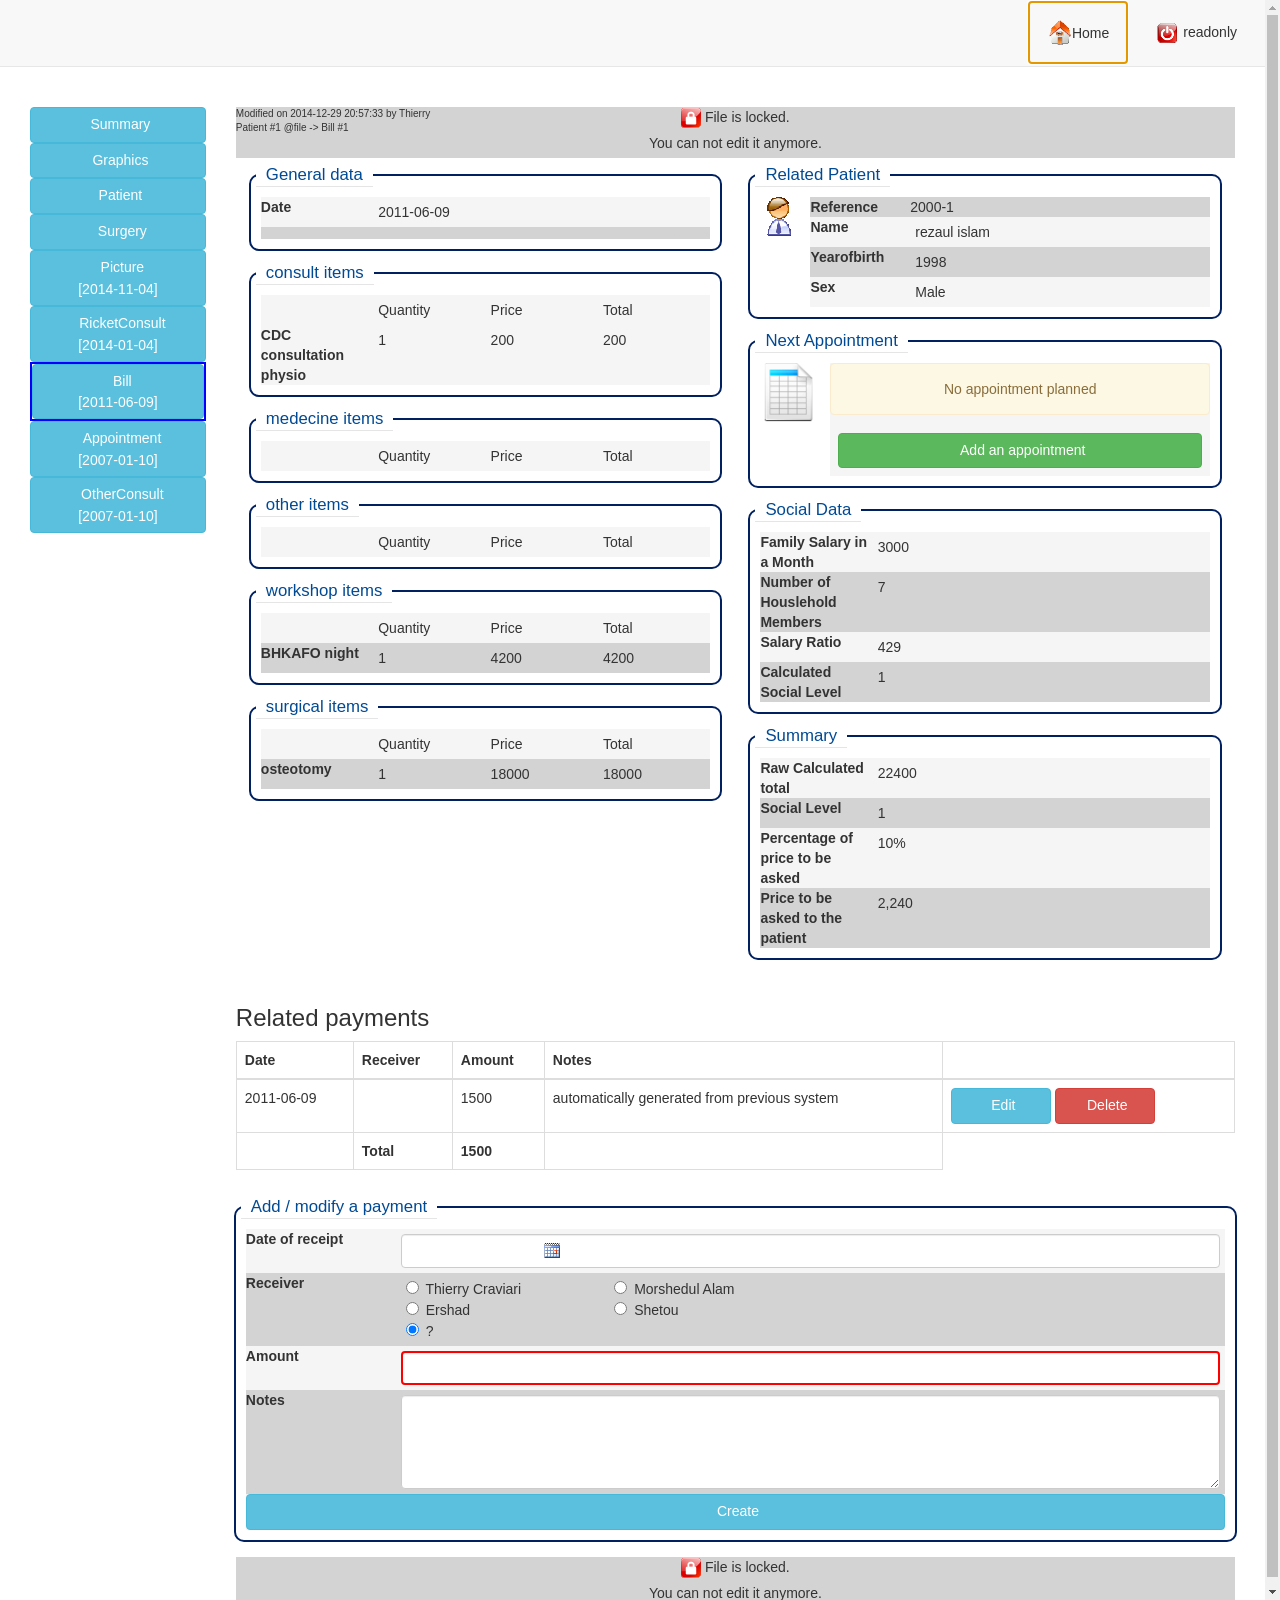 Home
readonly
Summary
Graphics
Patient
Surgery
Picture
[2014-11-04]
RicketConsult
[2014-01-04]
Bill
[2011-06-09]
Appointment
[2007-01-10]
OtherConsult
[2007-01-10]
Modified on 2014-12-29 20:57:33 by Thierry
Patient #1 @file -> Bill #1
File is locked.
You can not edit it anymore.
General data
Date 2011-06-09
consult items
Quantity Price Total
CDC consultation physio 1 200 200
medecine items
Quantity Price Total
other items
Quantity Price Total
workshop items
Quantity Price Total
BHKAFO night 1 4200 4200
surgical items
Quantity Price Total
osteotomy 1 18000 18000
Related Patient
Reference 2000-1
Name rezaul islam
Yearofbirth 1998
Sex Male
Next Appointment
No appointment planned
Add an appointment
Social Data
Family Salary in a Month 3000
Number of Houslehold Members 7
Salary Ratio 429
Calculated Social Level 1
Summary
Raw Calculated total 22400
Social Level 1
Percentage of price to be asked 10%
Price to be asked to the patient 2,240
Related payments
Date Receiver Amount Notes
2011-06-09 1500 automatically generated from previous system Edit Delete
Total 1500
Add / modify a payment
Date of receipt
Receiver Thierry Craviari Morshedul Alam
Ershad Shetou
?
Amount
Notes
Create
File is locked.
You can not edit it anymore.